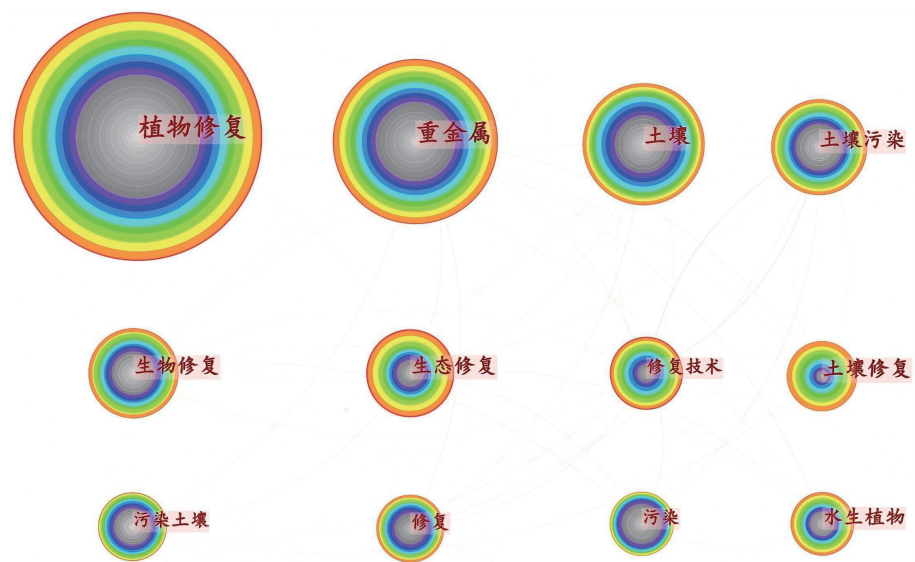 植物修复
重金属
土壤
土壤污染
生物修复
生态修复
修复技术
土壤修复
污染土壤
修复
污染
水生植物